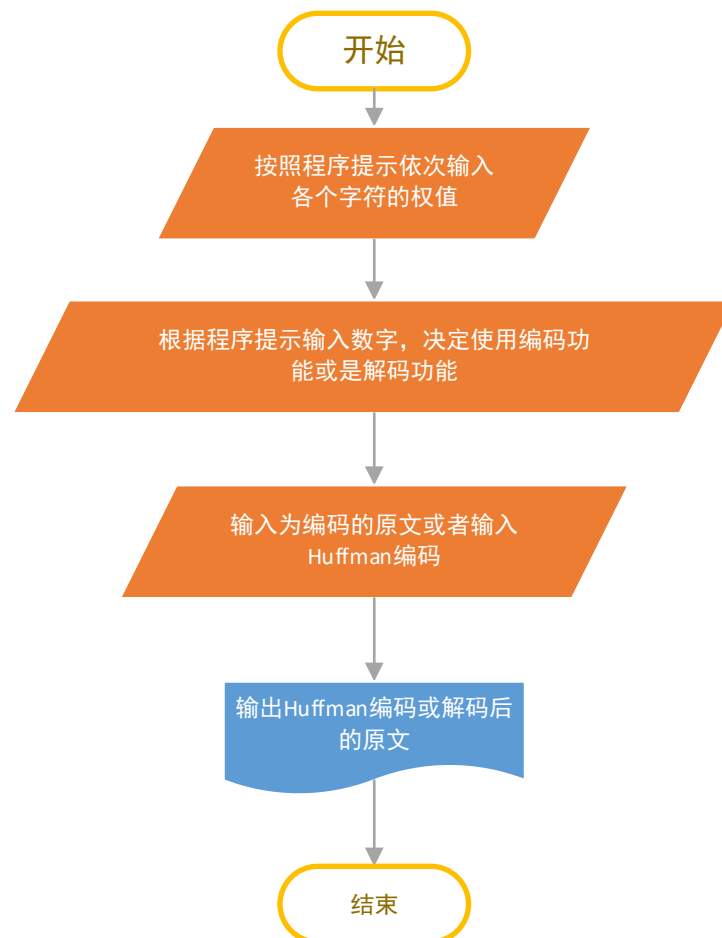 开始
按照程序提示依次输入
各个字符的权值
根据程序提示输入数字，决定使用编码功
能或是解码功能
输入为编码的原文或者输入
Huffman编码
输出Huffman编码或解码后
的原文
结束